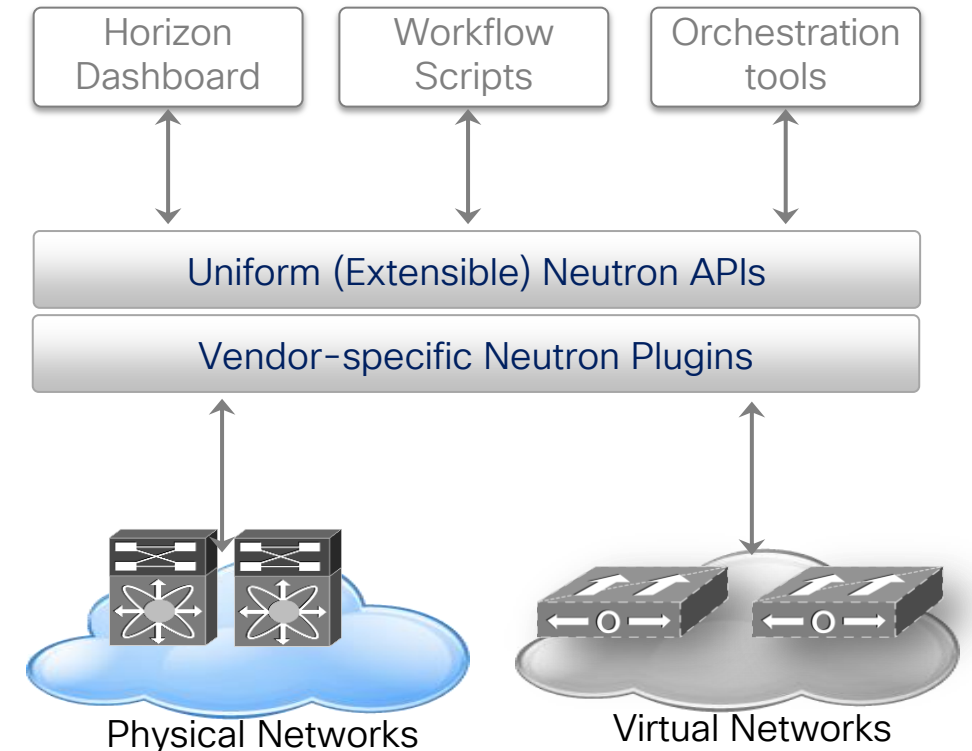 Horizon
Dashboard
Workflow
Scripts
Orchestration
tools
Uniform (Extensible) Neutron APIs
Vendor-specific Neutron Plugins
O
O
Physical Networks
Virtual Networks